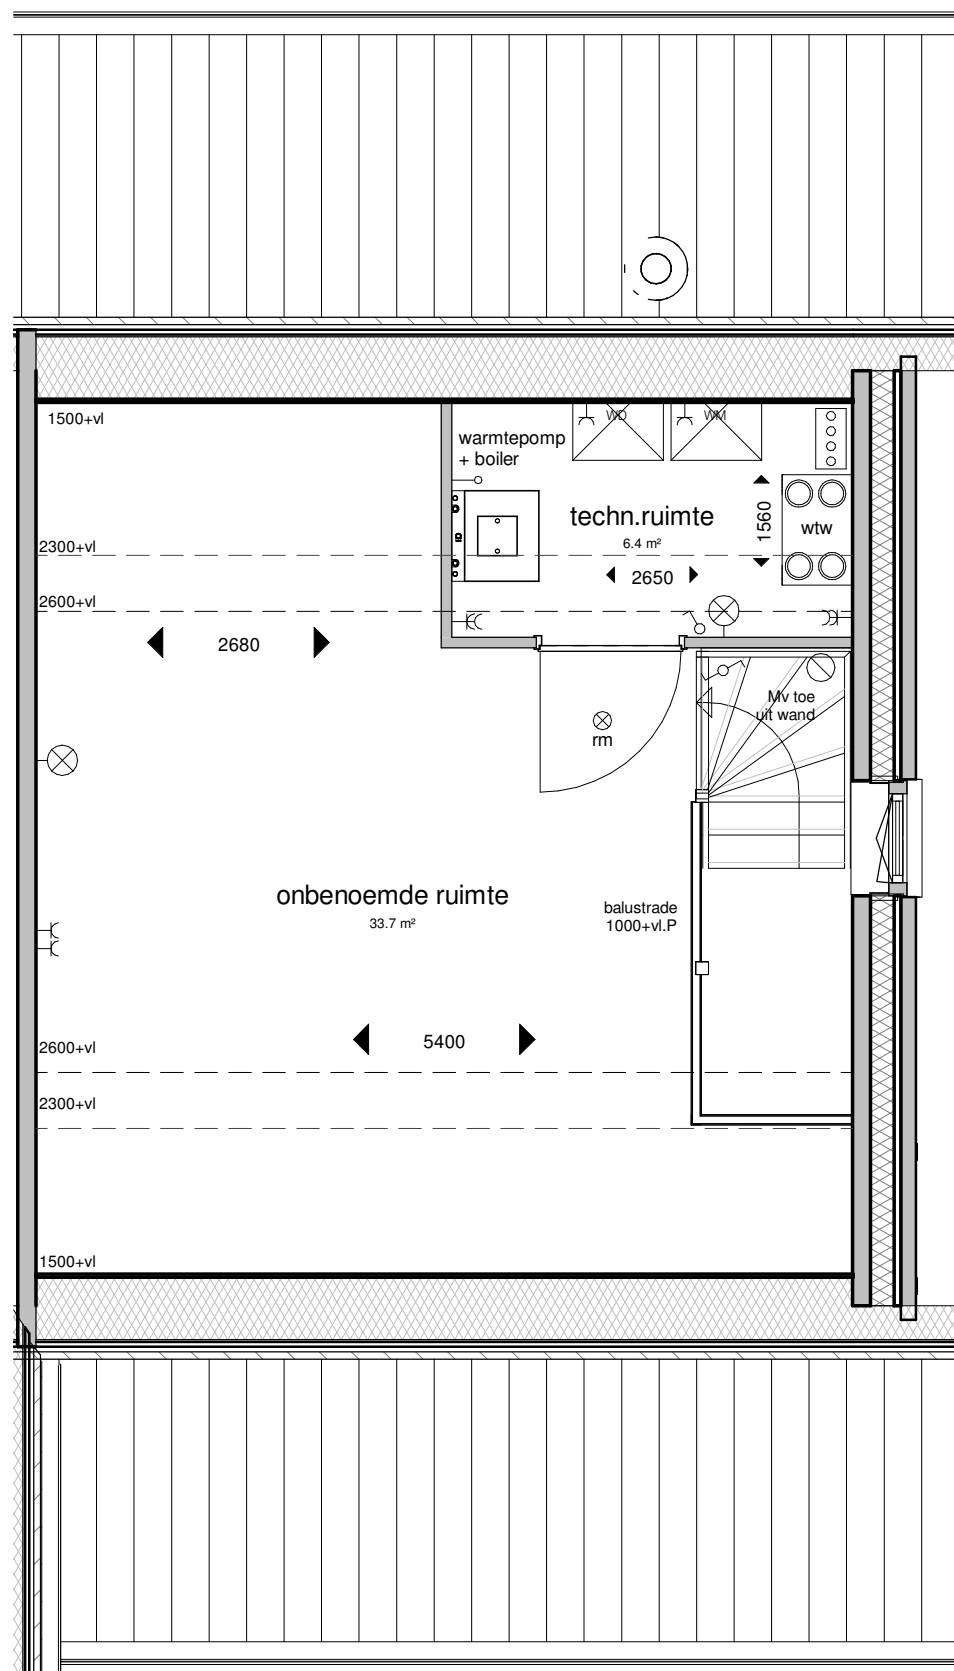 1500+vl
WD
WM
warmtepomp
+ boiler
techn.ruimte
6.4 m²
1560
wtw
2300+vl
2650
2600+vl
2680
Mv toe
uit wand
rm
onbenoemde ruimte
33.7 m²
balustrade
1000+vl.P
5400
2600+vl
2300+vl
1500+vl